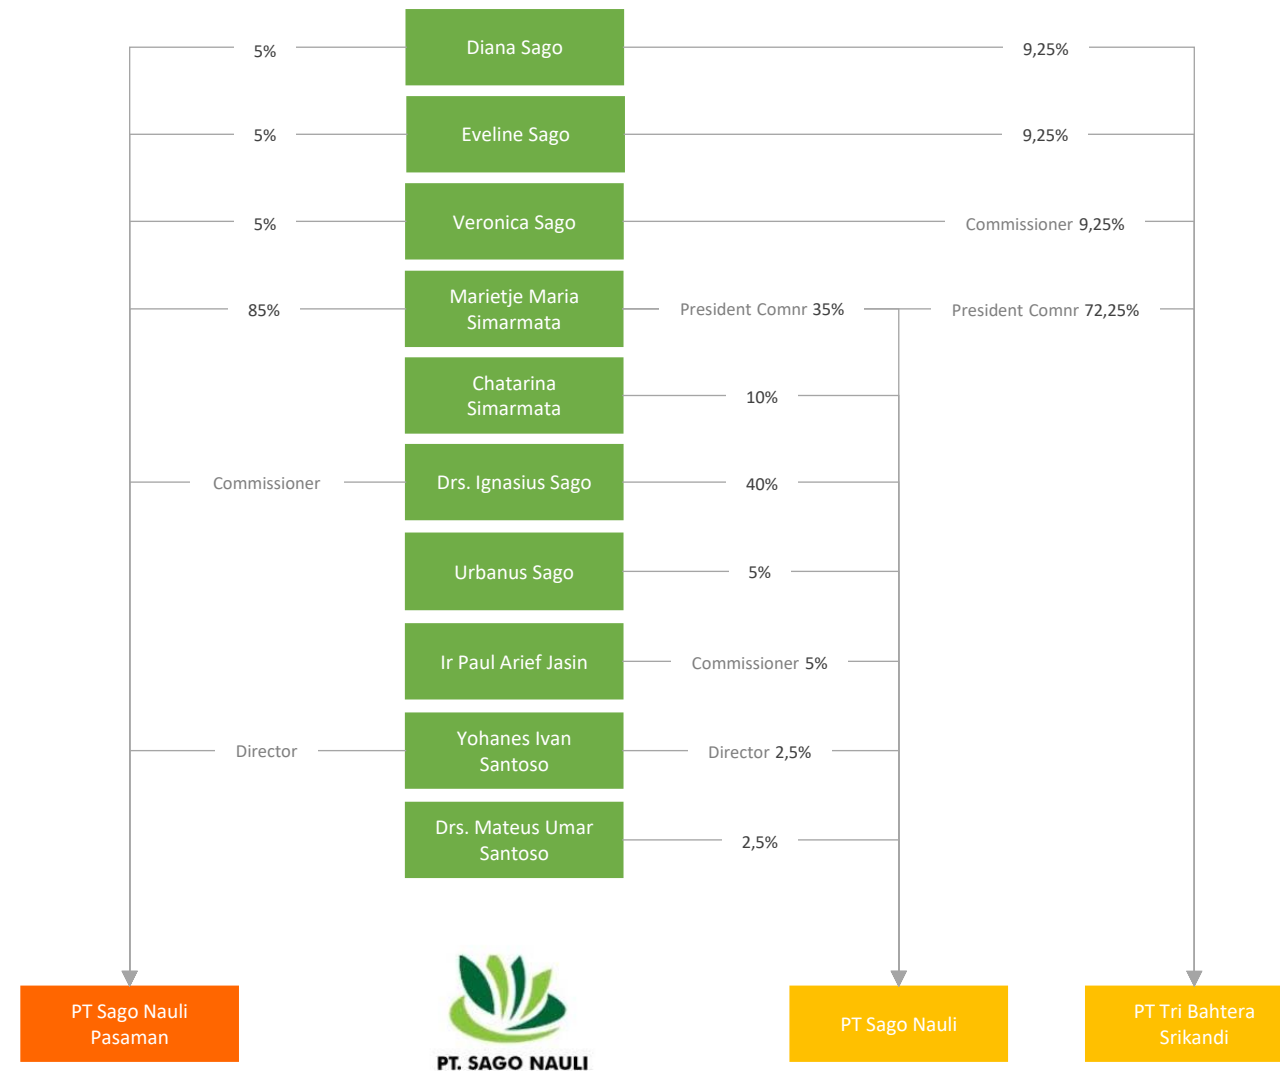 5%
Diana Sago
9,25%
5%
Eveline Sago
9,25%
5%
Veronica Sago
Commissioner 9,25%
85%
Marietje Maria
Simarmata
President Comnr 35%
President Comnr 72,25%
Chatarina
Simarmata
10%
Commissioner
Drs. Ignasius Sago
40%
Urbanus Sago
5%
Ir Paul Arief Jasin
Commissioner 5%
Director
Yohanes Ivan
Santoso
Director 2,5%
Drs. Mateus Umar
Santoso
2,5%
PT Sago Nauli
Pasaman
PT. SAGO NAULI
PT Sago Nauli
PT Tri Bahtera
Srikandi